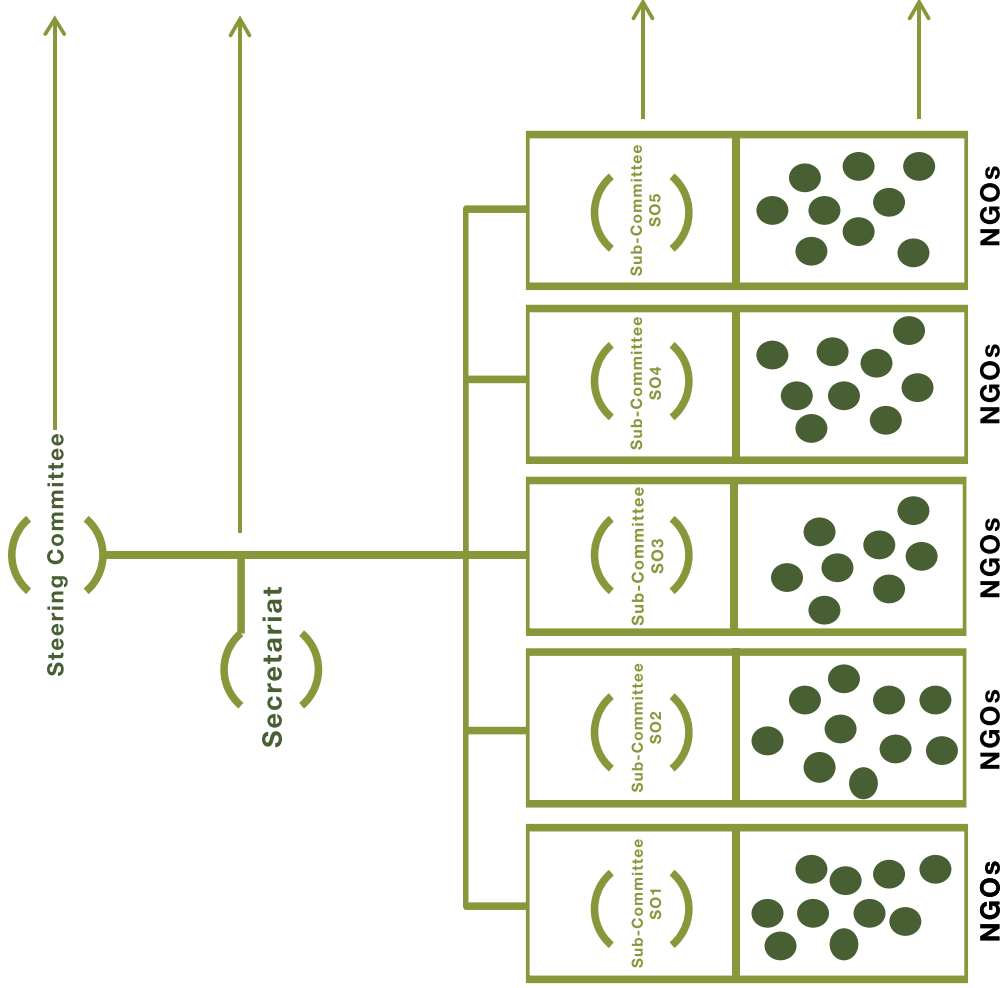 Steering Committee
Secretariat
Sub-Committee
SO1
Sub-Committee
SO2
Sub-Committee
SO3
Sub-Committee
SO4
Sub-Committee
SO5
NGOs
NGOs
NGOs
NGOs
NGOs